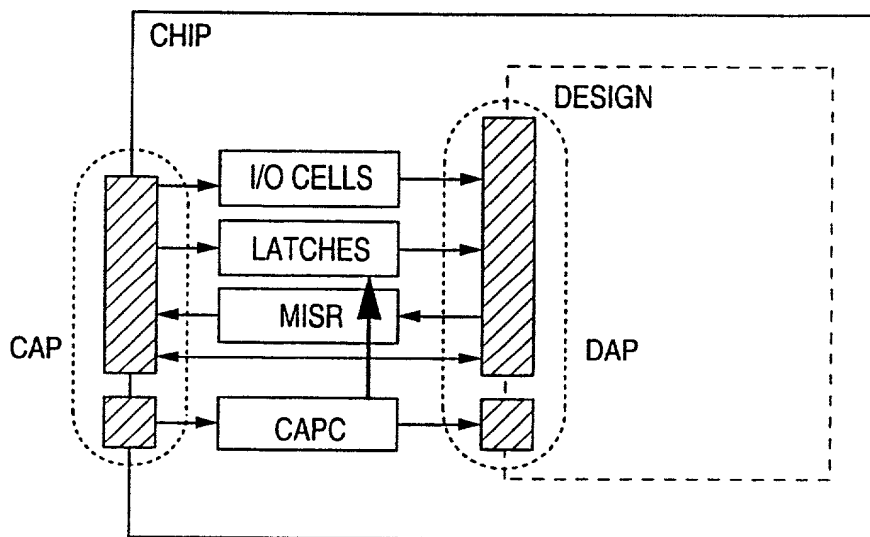 CHIP
DESIGN
I/O CELLS
LATCHES
MISR
CAP
DAP
CAPC